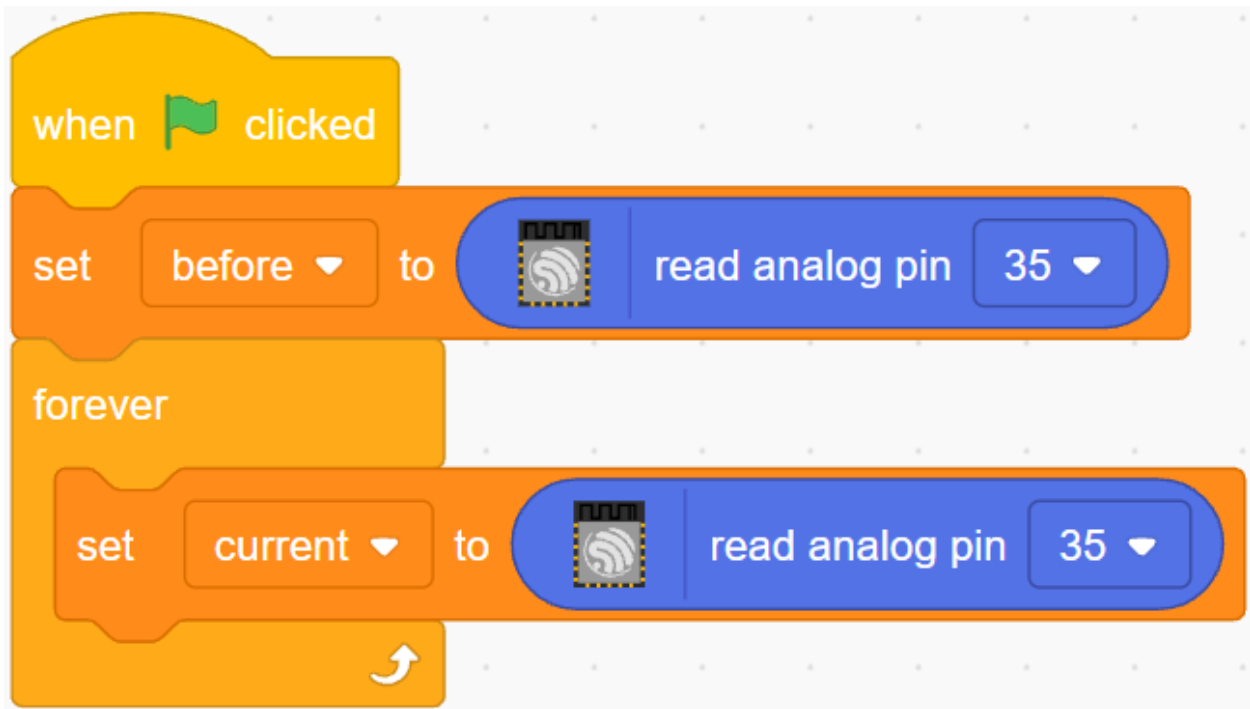 when clicked
set before to read analog pin 35
forever
set current to read analog pin 35